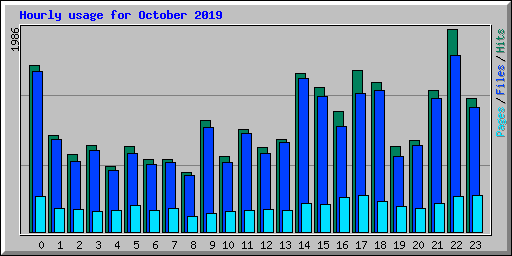 Hourly usage for October 2019
1986
Pages/Files/Hits
0 1 2 3 4 5 6 7 8 9 10 11 12 13 14 15 16 17 18 19 20 21 22 23